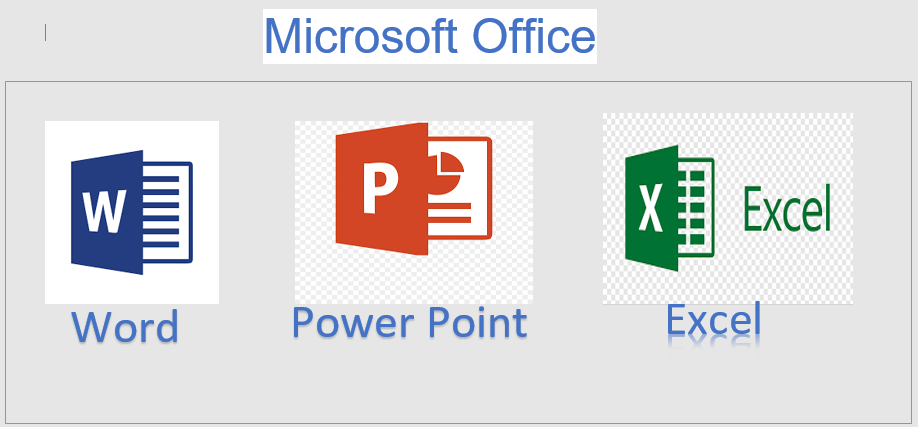 Microsoft Office
W
P
X
Excel
Word
Power Point
Excel